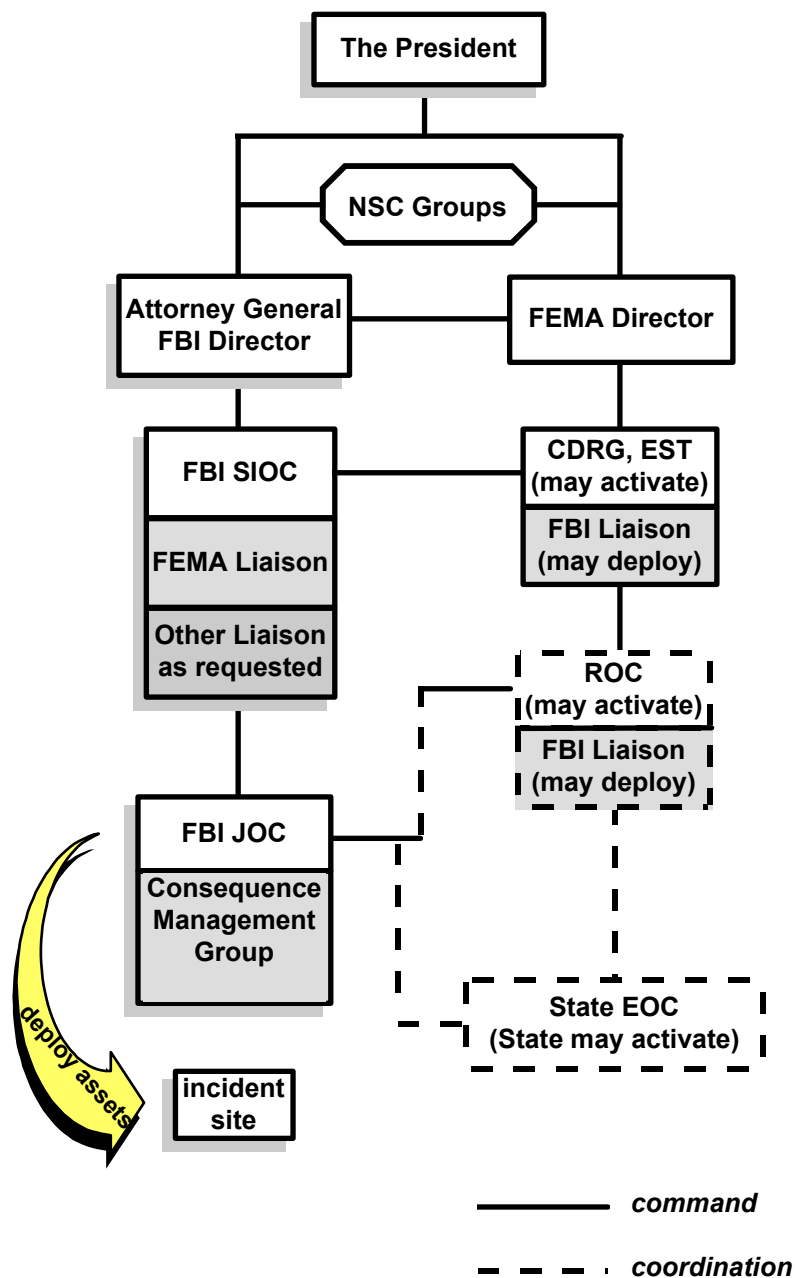 The President
NSC Groups
Attorney General
FBI Director
FEMA Director
FBI SIOC
FEMA Liaison
Other Liaison
as requested
CDRG, EST
(may activate)
FBI Liaison
(may deploy)
ROC
(may activate)
FBI Liaison
(may deploy)
FBI JOC
Consequence
Management
Group
State EOC
(State may activate)
deploy assets
incident
site
command
coordination